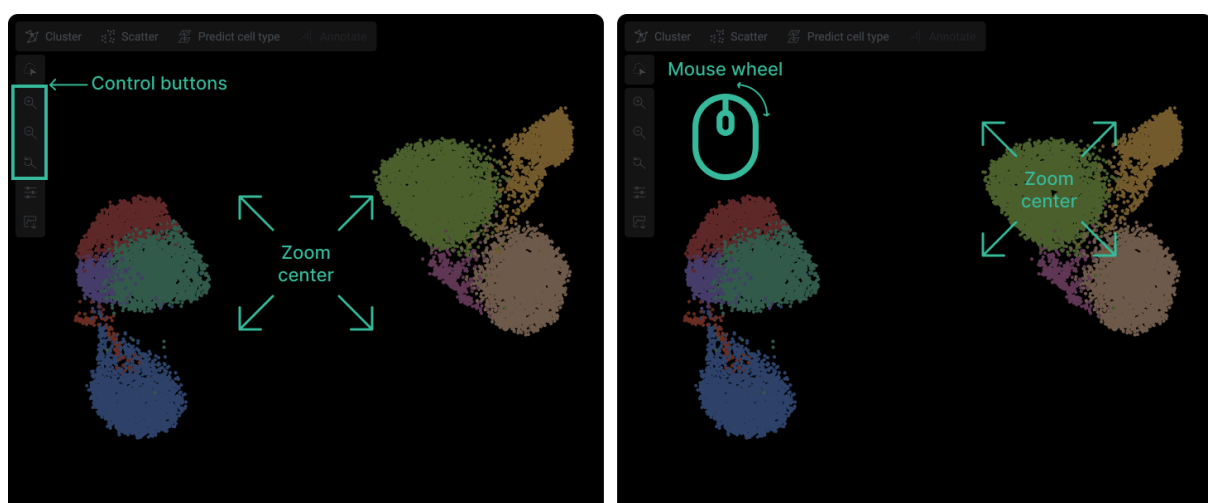 Cluster Scatter Predict cell type Annotate
Control buttons
Zoom
center
Cluster Scatter Predict cell type Annotate
Mouse wheel
Zoom
center